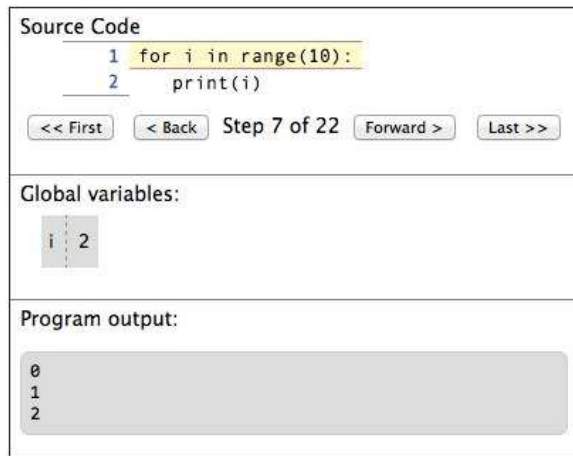 Source Code
1 for i in range(10):
2 print(i)
<< First < Back Step 7 of 22 Forward > Last >>
Global variables:
i 2
Program output:
0
1
2